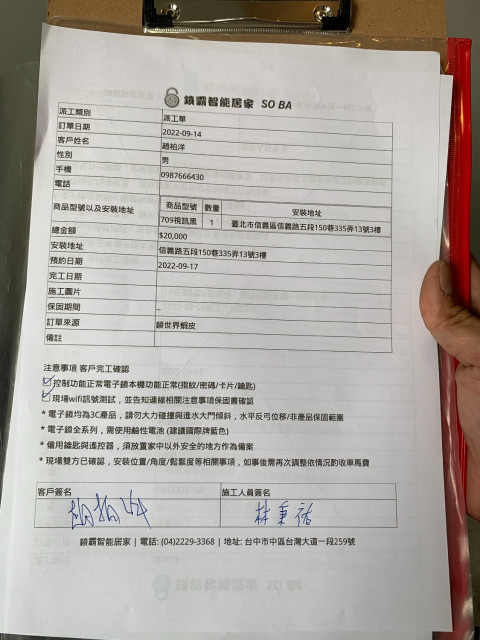 鎖霸智能居家 SO BA
派工類別 派工單
訂單日期 2022-09-14
客戶姓名 趙柏洋
性別 男
手機 0987666430
電話
商品型號以及安裝地址 商品型號 數量 安裝地址
709視訊黑 1 臺北市信義區信義路五段150巷335弄13號3樓
總金額 $20,000
安裝地址 信義路五段150巷335弄13號3樓
預約日期 2022-09-17
完工日期
施工圖片
保固期間 _
訂單來源 鎖世界蝦皮
備註
注意事項 客戶完工確認
控制功能正常電子鎖本機功能正常(指紋/密碼/卡片/鑰匙)
現場wifi訊號測試，並告知連線相關注意事項保固書確認
* 電子鎖均為3C產品，請勿大力碰撞與進水大門傾斜，水平反弓位移/非產品保固範圍
* 電子鎖全系列，需使用鹼性電池 (建議國際牌藍色)
* 備用鑰匙與遙控器，須放置家中以外安全的地方作為備案
* 現場雙方已確認，安裝位置/角度/鬆緊度等相關事項，如事後需再次調整依情況酌收車馬費
客戶簽名 施工人員簽名
趙柏洋 林秉祐
鎖霸智能居家 | 電話: (04)2229-3368 | 地址: 台中市中區台灣大道一段259號